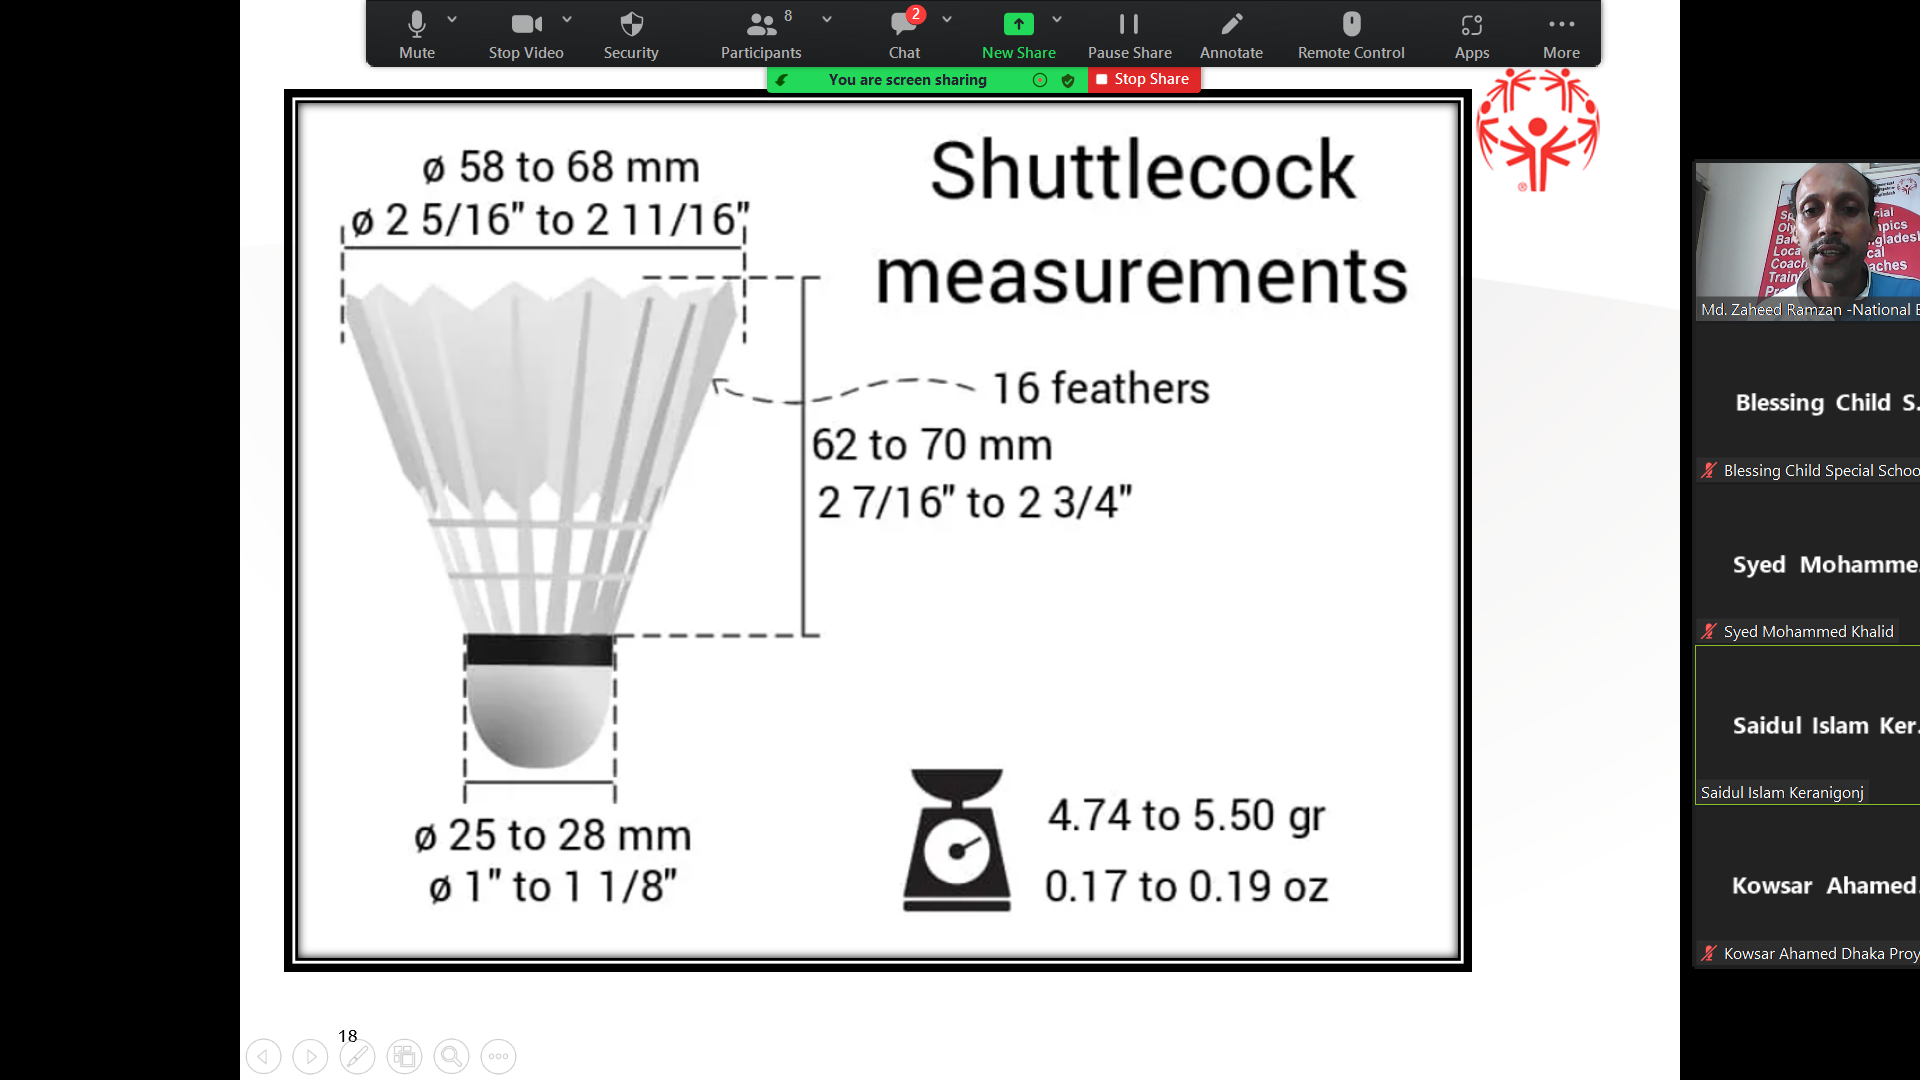 Mute
Stop Video
Security
Participants
8
Chat
2
New Share
Pause Share
Annotate
Remote Control
Apps
More
You are screen sharing
Stop Share
Shuttlecock
measurements
ø 58 to 68 mm
ø 2 5/16" to 2 11/16"
16 feathers
62 to 70 mm
2 7/16" to 2 3/4"
ø 25 to 28 mm
ø 1" to 1 1/8"
4.74 to 5.50 gr
0.17 to 0.19 oz
18
Md. Zaheed Ramzan -National
Blessing Child S.
Blessing Child Special Schoo
Syed Mohamme.
Syed Mohammed Khalid
Saidul Islam Ker.
Saidul Islam Keranigonj
Kowsar Ahamed.
Kowsar Ahamed Dhaka Proy